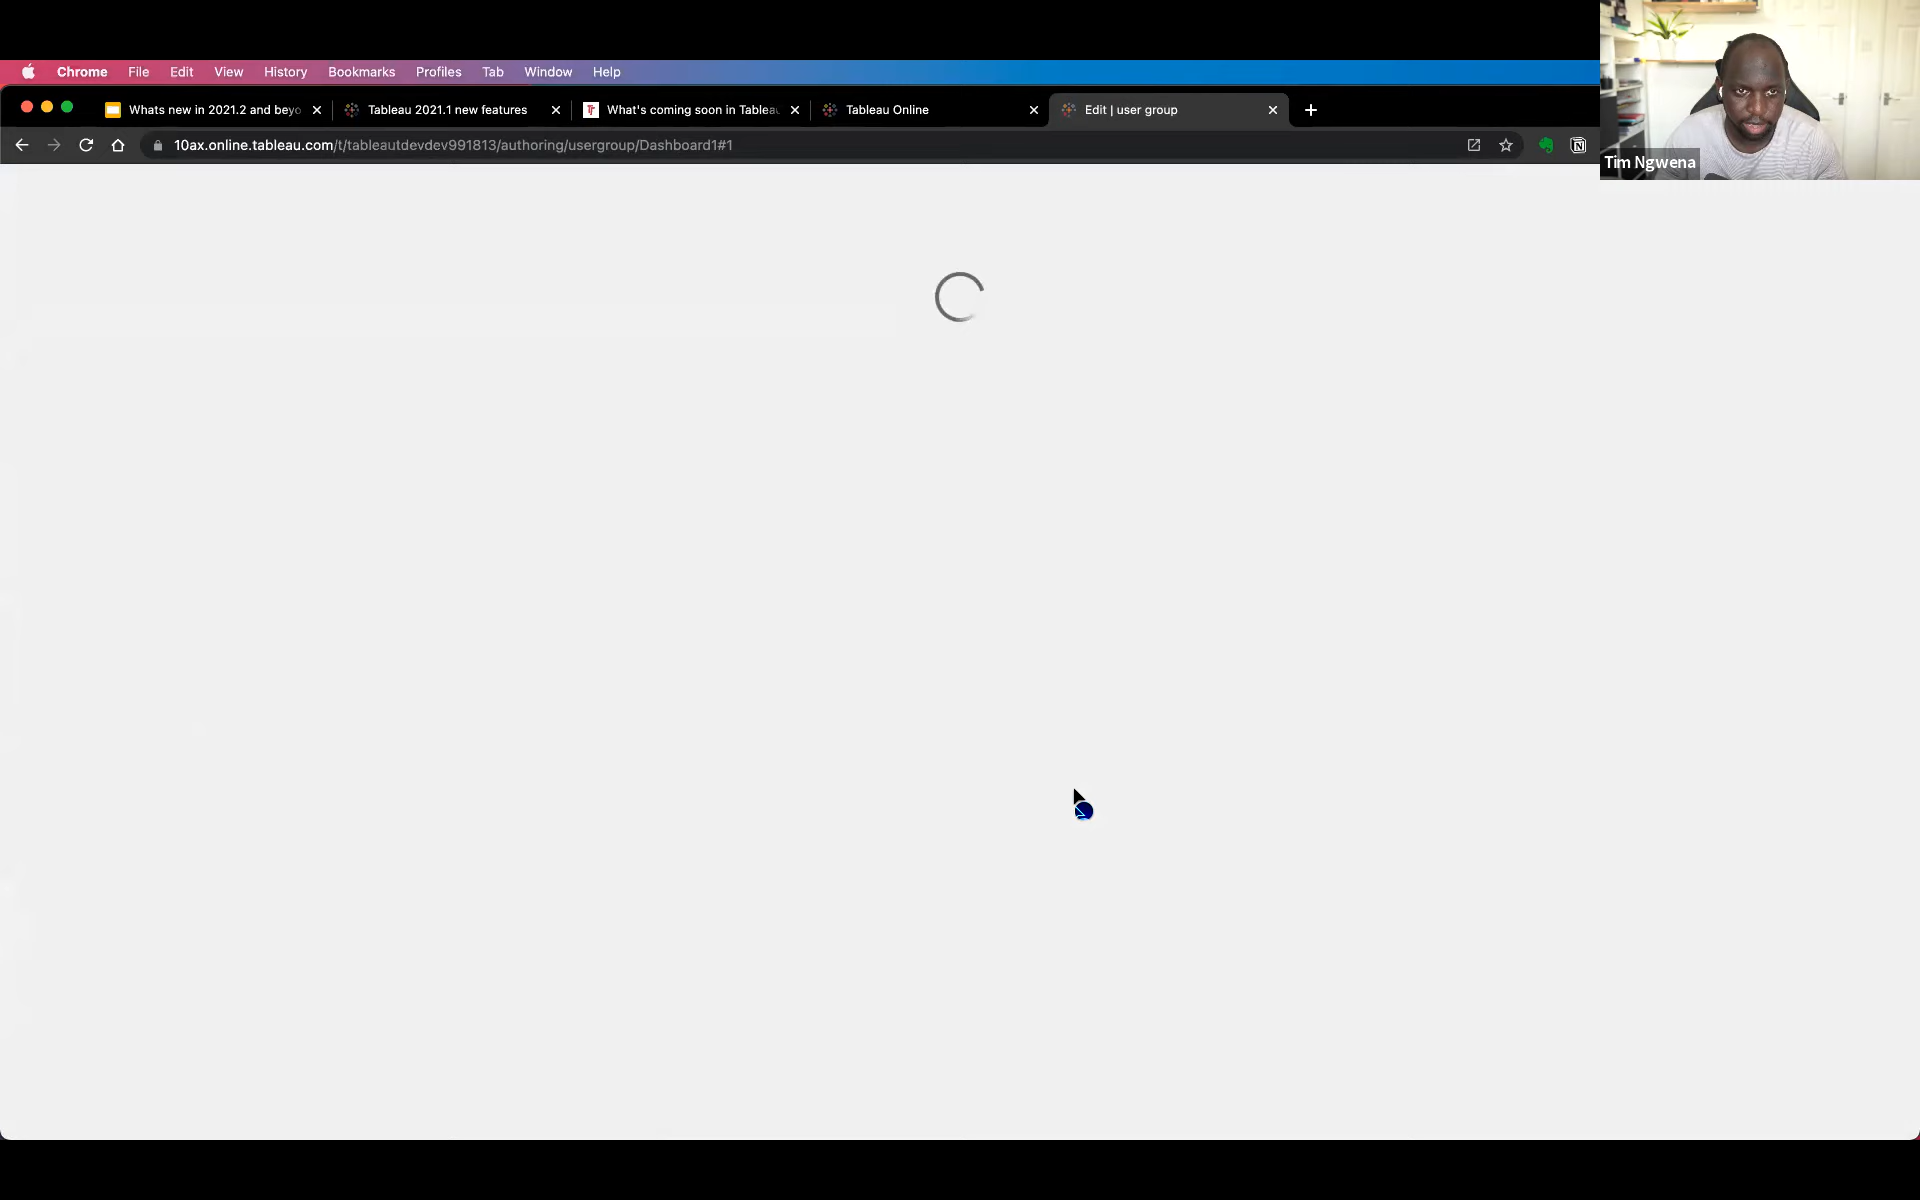 Chrome File Edit View History Bookmarks Profiles Tab Window Help
Whats new in 2021.2 and beyo
Tableau 2021.1 new features
What's coming soon in Tableau
Tableau Online
Edit | user group
10ax.online.tableau.com/t/tableautdevdev991813/authoring/usergroup/Dashboard1#1
Tim Ngwena